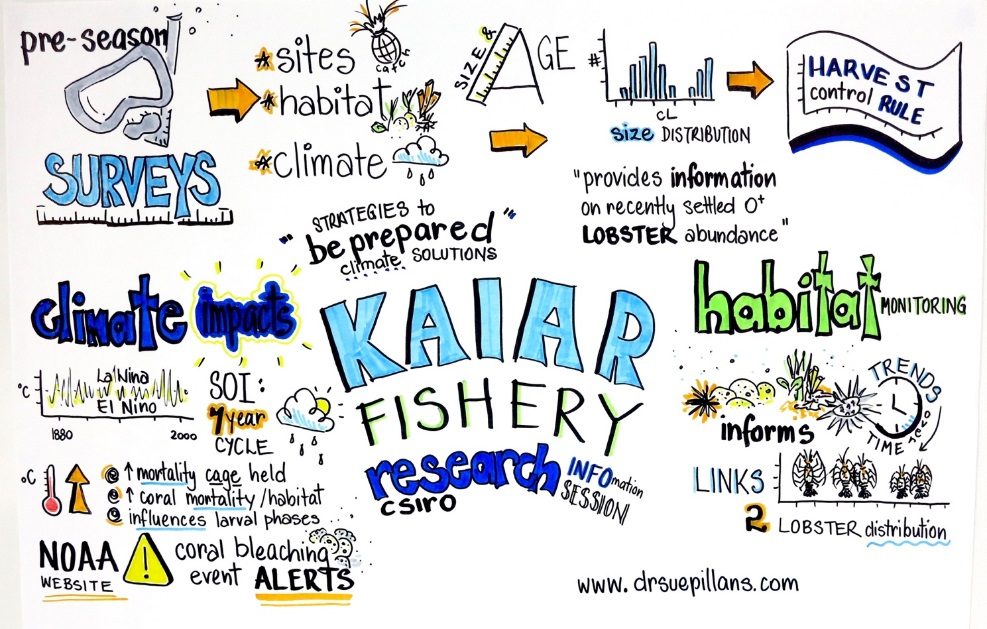 pre-season
SURVEYS
*sites
*habitat
*climate
catch
SIZE &
AGE
#
CL
size DISTRIBUTION
HARVEST
control RULE
"provides information
on recently settled 0+
LOBSTER abundance"
STRATEGIES to
"be prepared"
climate SOLUTIONS
climate impacts
°C
La Nina
El Nino
1880
2000
SOI:
7 year
CYCLE
°C
@ ↑ mortality cage held
@ ↑ coral mortality/habitat
@ influences larval phases
NOAA
WEBSITE
!
coral bleaching
event ALERTS
KAIAR
FISHERY
research
csiro
INFOrmation
SESSION
habitat MONITORING
TRENDS
TIME
informs
LINKS
2 LOBSTER distribution
www.drsuepillans.com